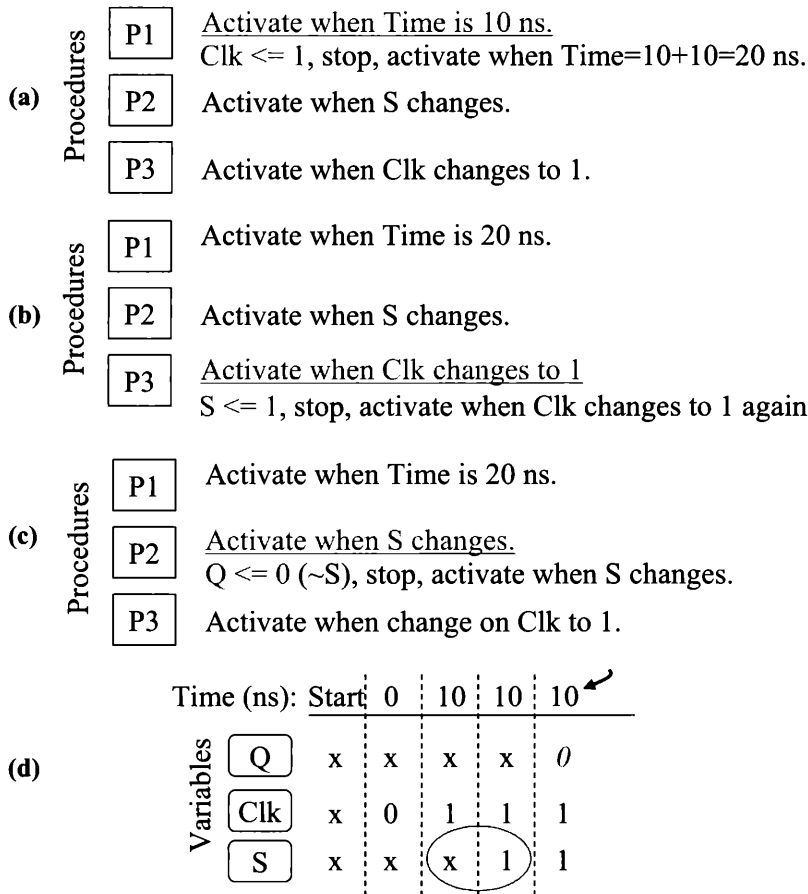 (a)
Procedures
P1 Activate when Time is 10 ns.
Clk <= 1, stop, activate when Time=10+10=20 ns.
P2 Activate when S changes.
P3 Activate when Clk changes to 1.
(b)
Procedures
P1 Activate when Time is 20 ns.
P2 Activate when S changes.
P3 Activate when Clk changes to 1
S <= 1, stop, activate when Clk changes to 1 again
(c)
Procedures
P1 Activate when Time is 20 ns.
P2 Activate when S changes.
Q <= 0 (~S), stop, activate when S changes.
P3 Activate when change on Clk to 1.
(d)
Time (ns): Start 0 10 10 10
Variables
Q x x x x 0
Clk x 0 1 1 1
S x x x 1 1